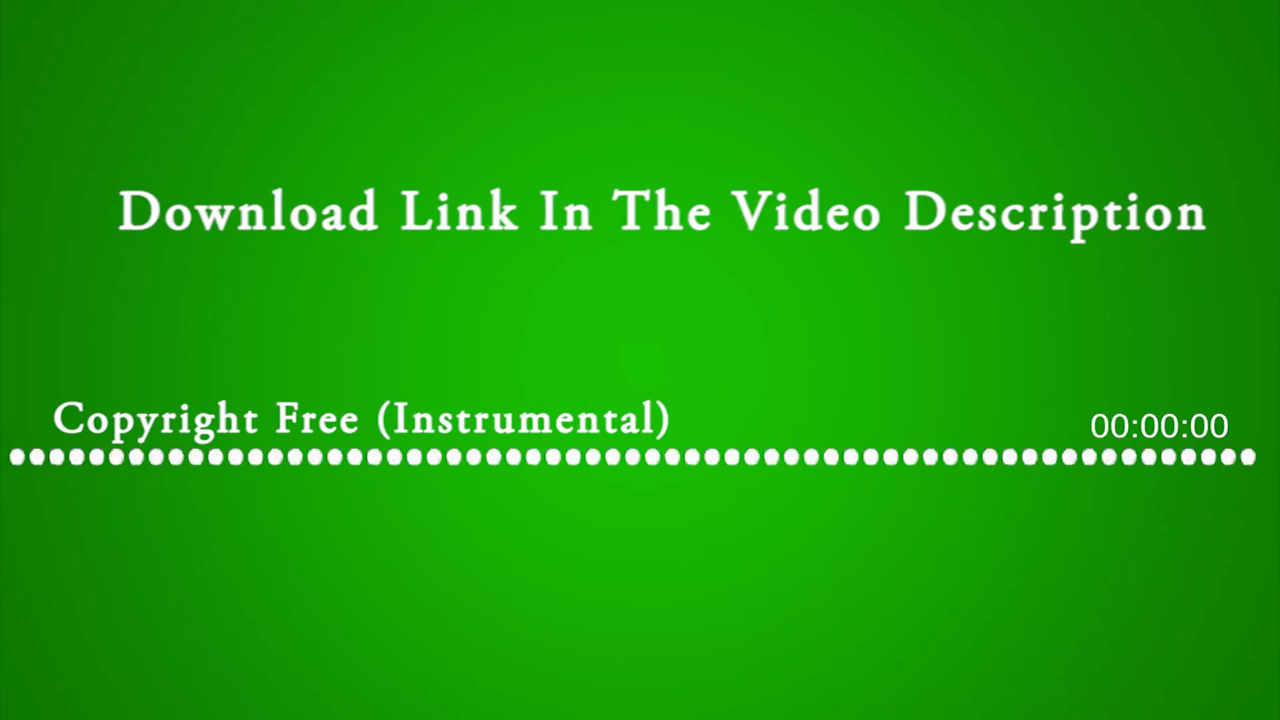 Download Link In The Video Description
Copyright Free (Instrumental)
00:00:00